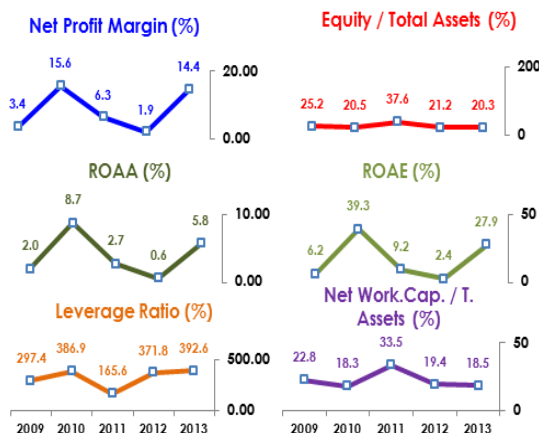 Net Profit Margin (%)
3.4 15.6 6.3 1.9 14.4
20.00
0.00
Equity / Total Assets (%)
25.2 20.5 37.6 21.2 20.3
200
0
ROAA (%)
2.0 8.7 2.7 0.6 5.8
10.00
0.00
ROAE (%)
6.2 39.3 9.2 2.4 27.9
50
0
Leverage Ratio (%)
297.4 386.9 165.6 371.8 392.6
500.00
0.00
2009 2010 2011 2012 2013
Net Work.Cap. / T.
Assets (%)
22.8 18.3 33.5 19.4 18.5
50
0
2009 2010 2011 2012 2013